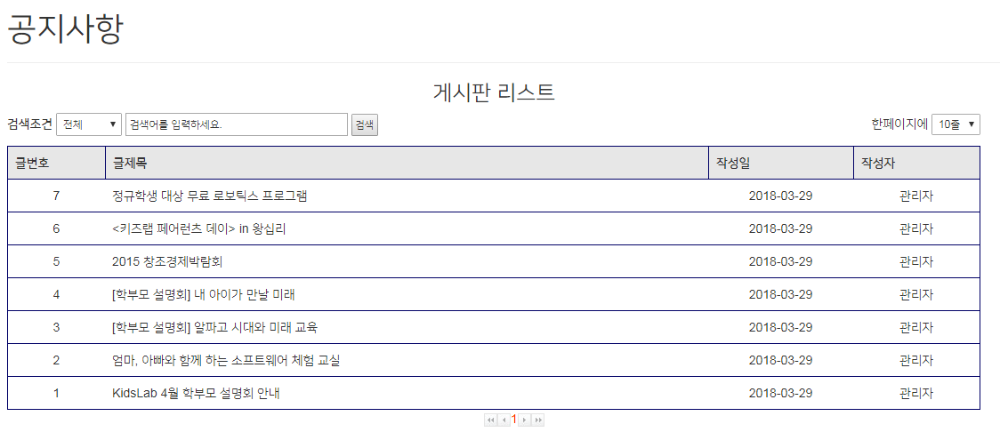 공지사항
게시판 리스트
검색조건 전체 검색어를 입력하세요. 검색 한페이지에 10줄
글번호 글제목 작성일 작성자
7 정규학생 대상 무료 로보틱스 프로그램 2018-03-29 관리자
6 <키즈랩 페어런츠 데이> in 왕십리 2018-03-29 관리자
5 2015 창조경제박람회 2018-03-29 관리자
4 [학부모 설명회] 내 아이가 만날 미래 2018-03-29 관리자
3 [학부모 설명회] 알파고 시대와 미래 교육 2018-03-29 관리자
2 엄마, 아빠와 함께 하는 소프트웨어 체험 교실 2018-03-29 관리자
1 KidsLab 4월 학부모 설명회 안내 2018-03-29 관리자
1